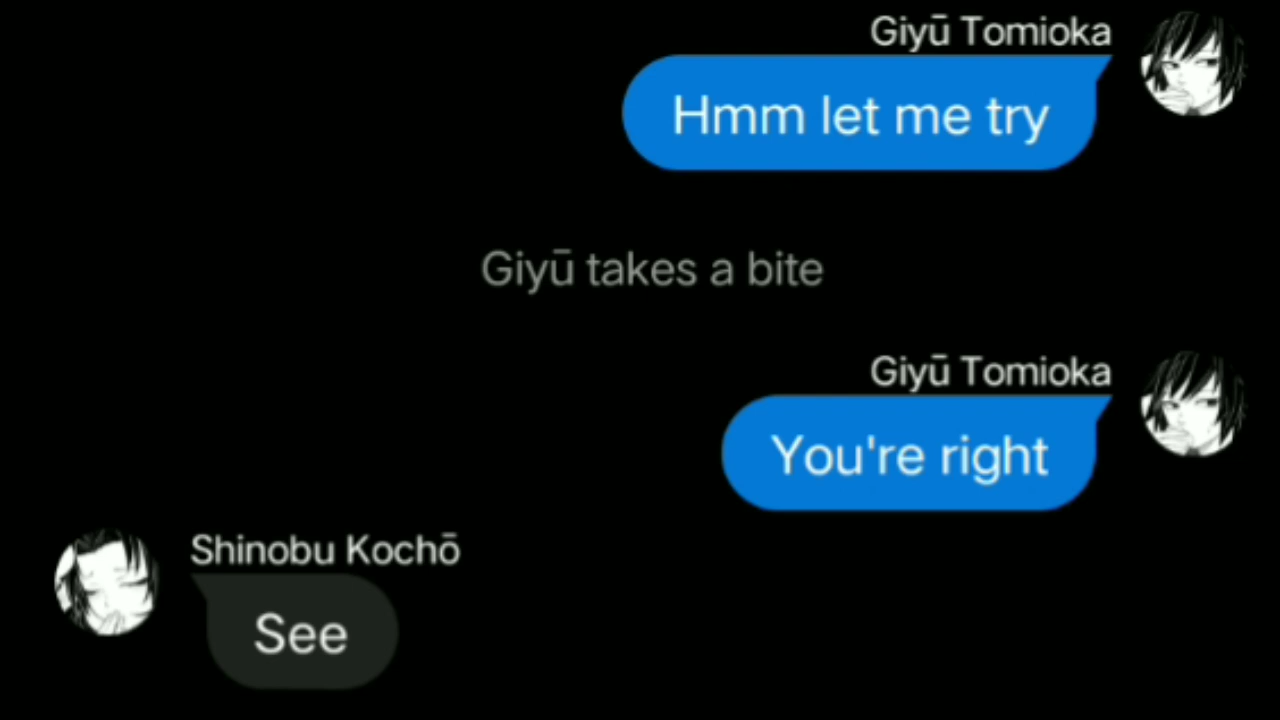 Giyū Tomioka
Hmm let me try
Giyū takes a bite
Giyū Tomioka
You're right
Shinobu Kochō
See